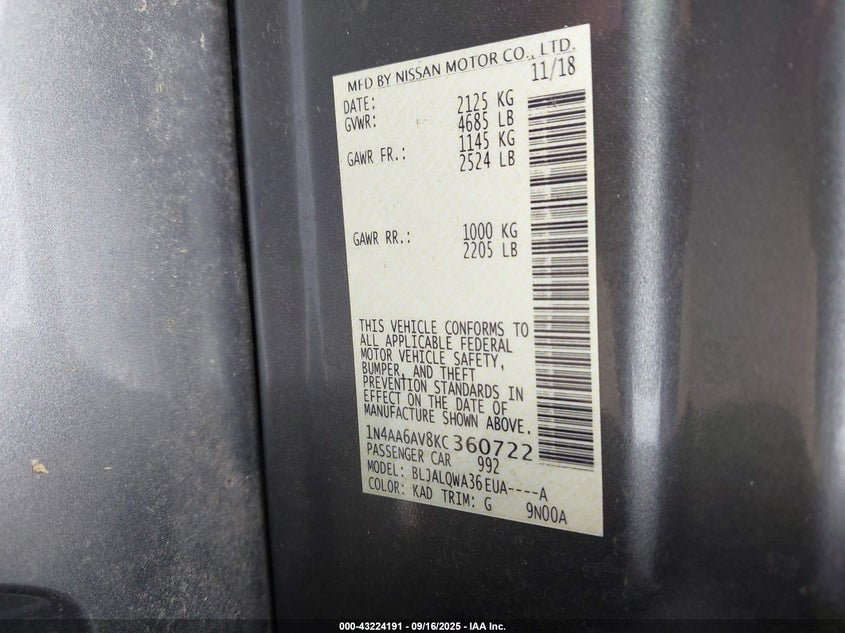 MFD BY NISSAN MOTOR CO., LTD.
DATE: 11/18
GVWR: 2125 KG
4685 LB
GAWR FR.: 1145 KG
2524 LB
GAWR RR.: 1000 KG
2205 LB
THIS VEHICLE CONFORMS TO
ALL APPLICABLE FEDERAL
MOTOR VEHICLE SAFETY,
BUMPER, AND THEFT
PREVENTION STANDARDS IN
EFFECT ON THE DATE OF
MANUFACTURE SHOWN ABOVE.
1N4AA6AV8KC360722
PASSENGER CAR 992
MODEL: BLJALQWA36EUA----A
COLOR: KAD TRIM: G 9N00A
000-43224191 - 09/16/2025 - IAA Inc.